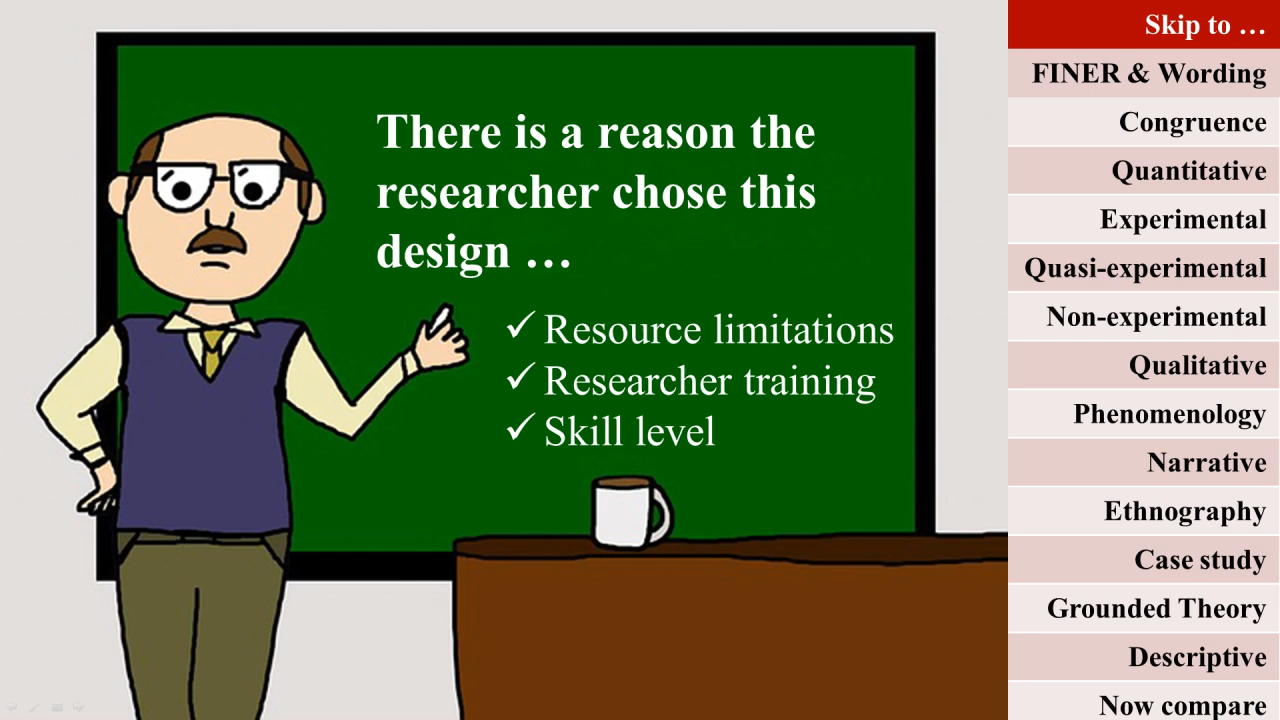 There is a reason the
researcher chose this
design …
✓ Resource limitations
✓ Researcher training
✓ Skill level
Skip to …
FINER & Wording
Congruence
Quantitative
Experimental
Quasi-experimental
Non-experimental
Qualitative
Phenomenology
Narrative
Ethnography
Case study
Grounded Theory
Descriptive
Now compare